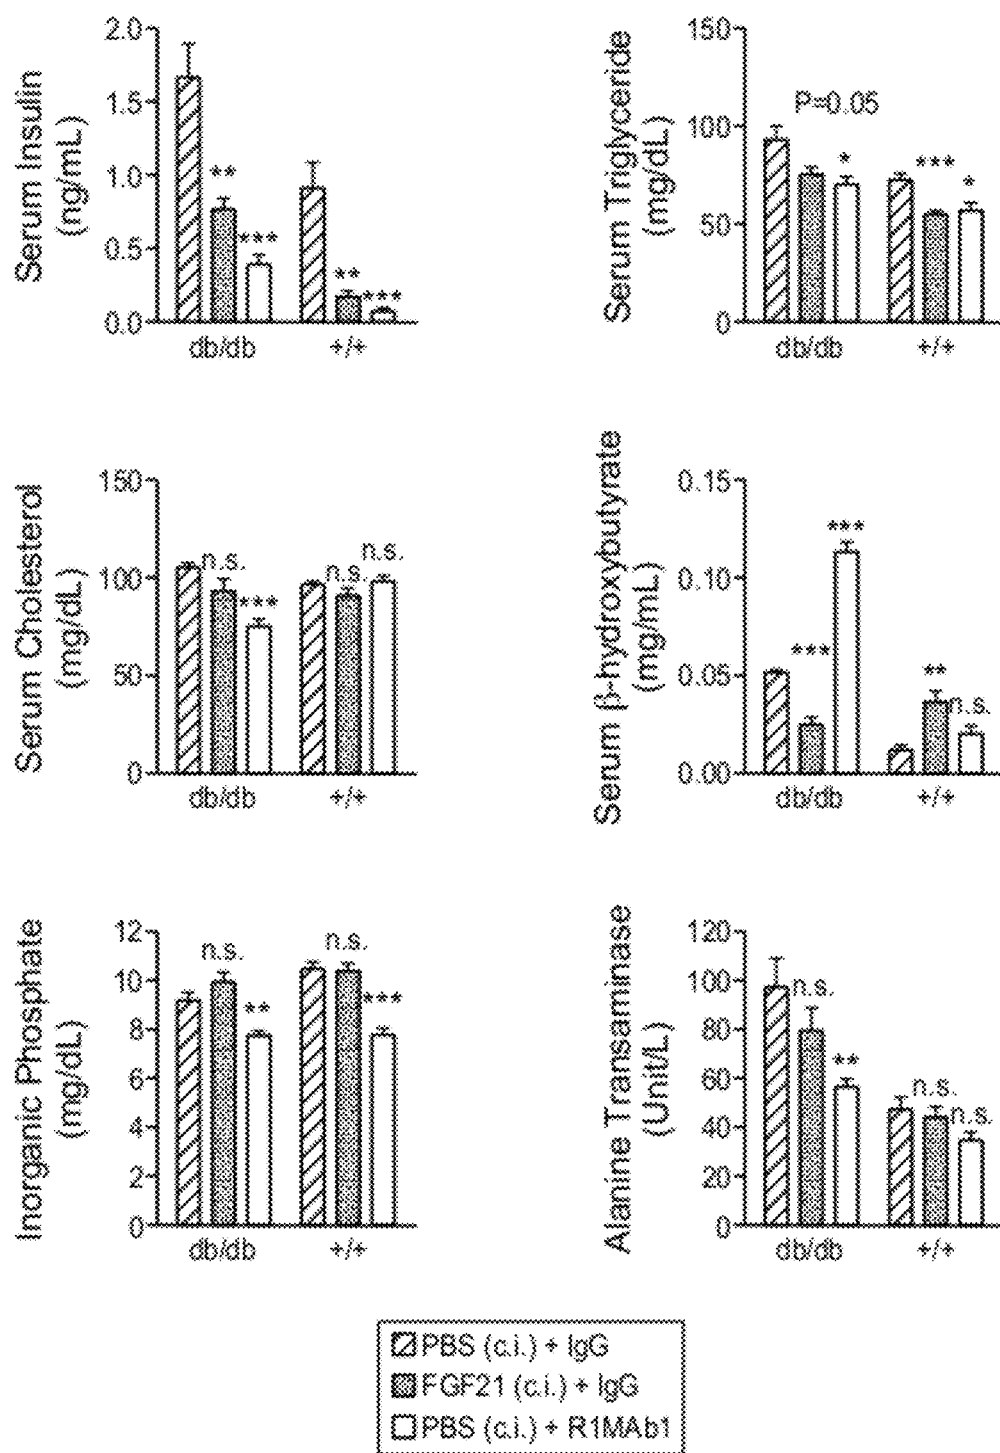 Serum Insulin
(ng/mL)
2.0
1.5
1.0
0.5
0.0
**
***
**
***
db/db
+/+
Serum Triglyceride
(mg/dL)
150
100
50
0
P=0.05
*
***
*
db/db
+/+
Serum Cholesterol
(mg/dL)
150
100
50
0
n.s.
***
n.s.
n.s.
db/db
+/+
Serum β-hydroxybutyrate
(mg/mL)
0.15
0.10
0.05
0.00
***
***
**
n.s.
db/db
+/+
Inorganic Phosphate
(mg/dL)
12
10
8
6
4
2
0
n.s.
**
n.s.
***
db/db
+/+
Alanine Transaminase
(Unit/L)
120
100
80
60
40
20
0
n.s.
**
n.s.
n.s.
db/db
+/+
PBS (c.i.) + IgG
FGF21 (c.i.) + IgG
PBS (c.i.) + R1MAb1